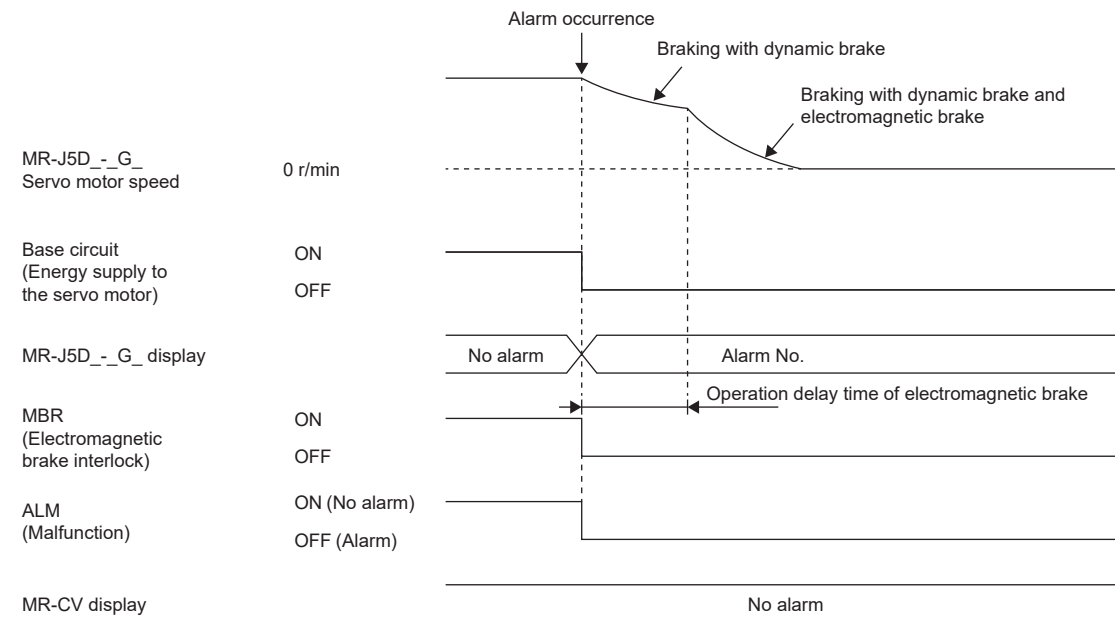 Alarm occurrence
Braking with dynamic brake
Braking with dynamic brake and
electromagnetic brake
MR-J5D_-_G_
Servo motor speed
0 r/min
Base circuit
(Energy supply to
the servo motor)
ON
OFF
MR-J5D_-_G_ display
No alarm
Alarm No.
Operation delay time of electromagnetic brake
MBR
(Electromagnetic
brake interlock)
ON
OFF
ALM
(Malfunction)
ON (No alarm)
OFF (Alarm)
MR-CV display
No alarm